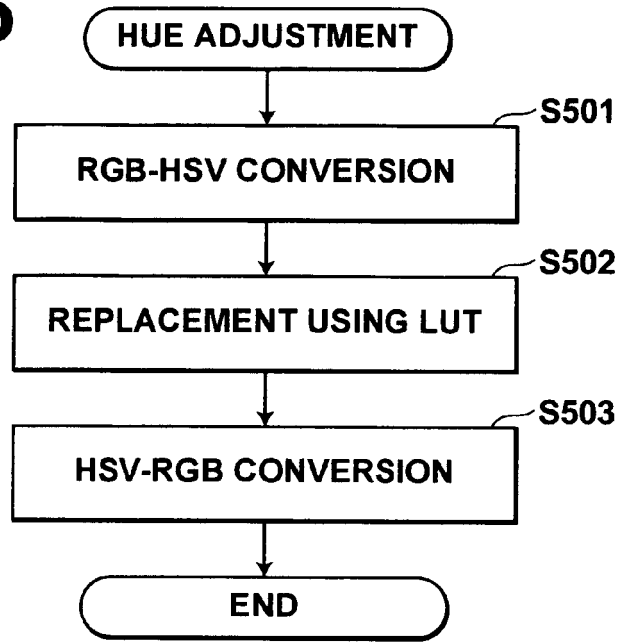 HUE ADJUSTMENT
S501
RGB-HSV CONVERSION
S502
REPLACEMENT USING LUT
S503
HSV-RGB CONVERSION
END